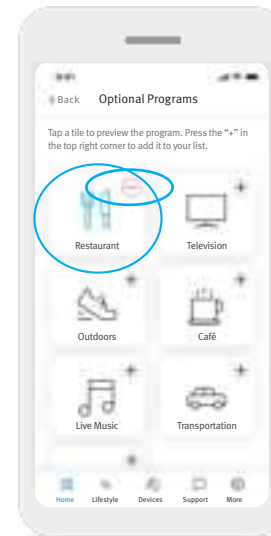 Back Optional Programs
Tap a tile to preview the program. Press the “+” in
the top right corner to add it to your list.
Restaurant Television
Outdoors Café
Live Music Transportation
Home Lifestyle Devices Support More